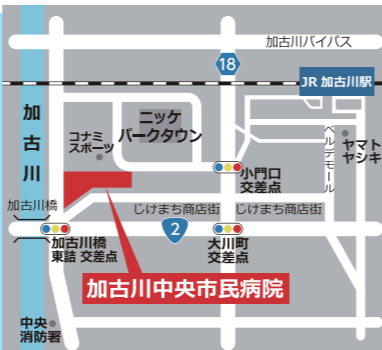 加古川バイパス
18
JR 加古川駅
加古川
ニッケ
パークタウン
コナミ
スポーツ
ベルデモール
ヤマト
ヤシキ
小門口
交差点
加古川橋
じけまち商店街
じけまち商店街
2
加古川橋
東詰 交差点
大川町
交差点
加古川中央市民病院
中央
消防署